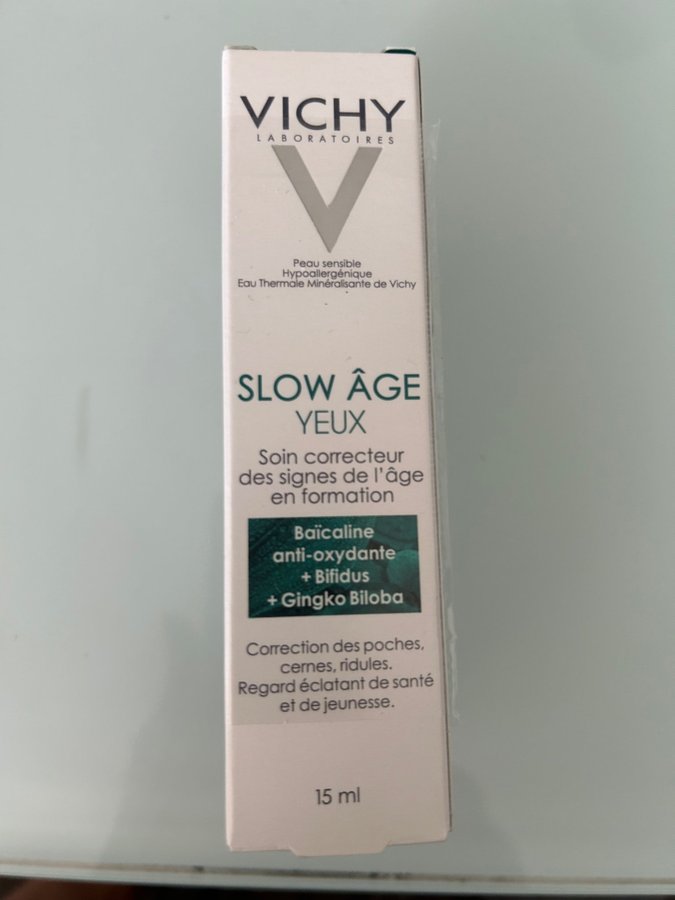 VICHY
LABORATOIRES
Peau sensible
Hypoallergénique
Eau Thermale Minéralisante de Vichy
SLOW ÂGE
YEUX
Soin correcteur
des signes de l'âge
en formation
Baïcaline
anti-oxydante
+ Bifidus
+ Gingko Biloba
Correction des poches,
cernes, ridules.
Regard éclatant de santé
et de jeunesse.
15 ml